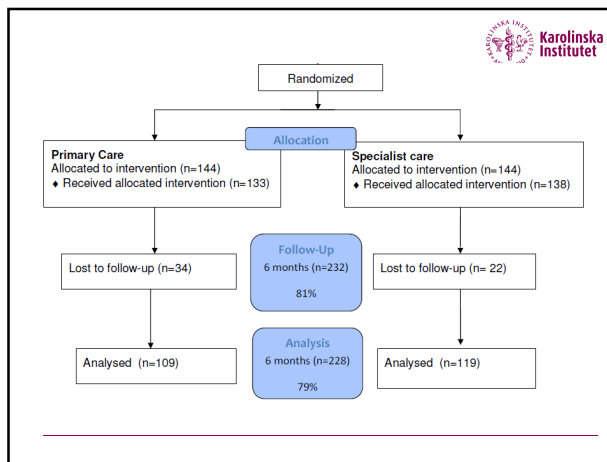 Karolinska
Institutet
Randomized
Allocation
Primary Care
Allocated to intervention (n=144)
♦ Received allocated intervention (n=133)
Specialist care
Allocated to intervention (n=144)
♦ Received allocated intervention (n=138)
Lost to follow-up (n=34)
Follow-Up
6 months (n=232)
81%
Lost to follow-up (n= 22)
Analysed (n=109)
Analysis
6 months (n=228)
79%
Analysed (n=119)